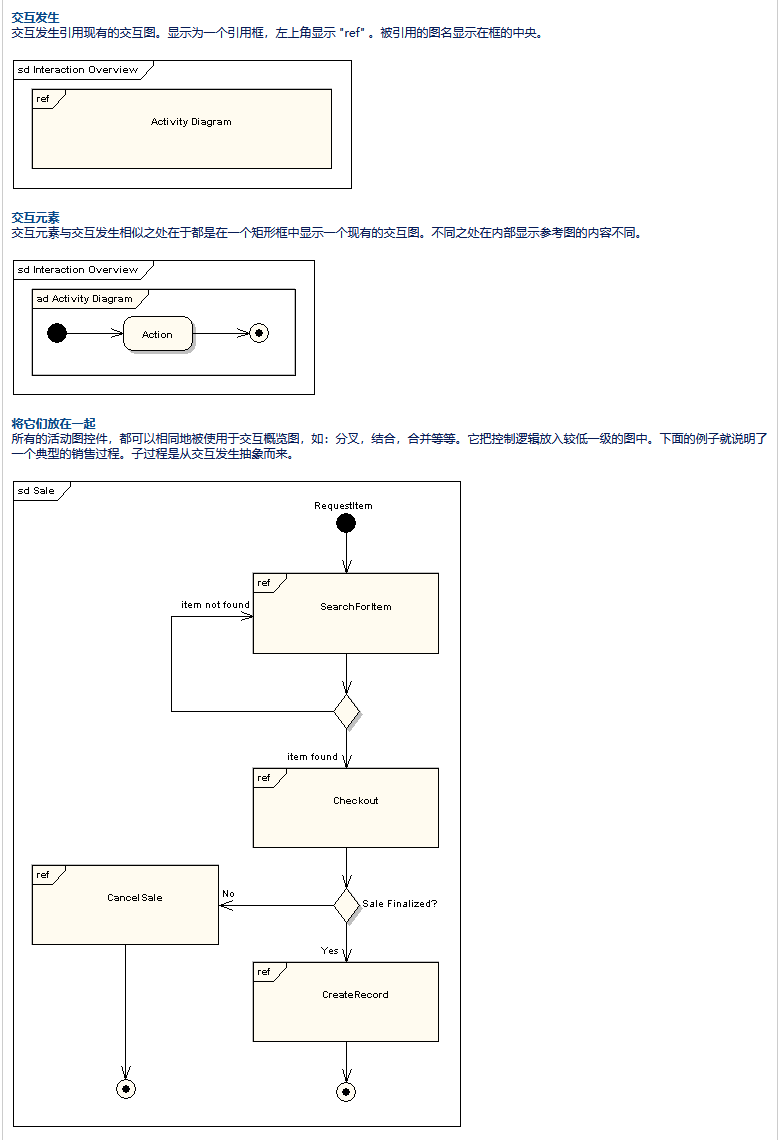 交互发生
交互发生引用现有的交互图。显示为一个引用框，左上角显示 "ref" 。被引用的图名显示在框的中央。
sd Interaction Overview
ref
Activity Diagram
交互元素
交互元素与交互发生相似之处在于都是在一个矩形框中显示一个现有的交互图。不同之处在内部显示参考图的内容不同。
sd Interaction Overview
ad Activity Diagram
Action
将它们放在一起
所有的活动图控件，都可以相同地被使用于交互概览图，如：分叉，结合，合并等等。它把控制逻辑放入较低一级的图中。下面的例子就说明了
一个典型的销售过程。子过程是从交互发生抽象而来。
sd Sale
RequestItem
ref
SearchForItem
item not found
item found
ref
Checkout
ref
CancelSale
No
Sale Finalized?
Yes
ref
CreateRecord